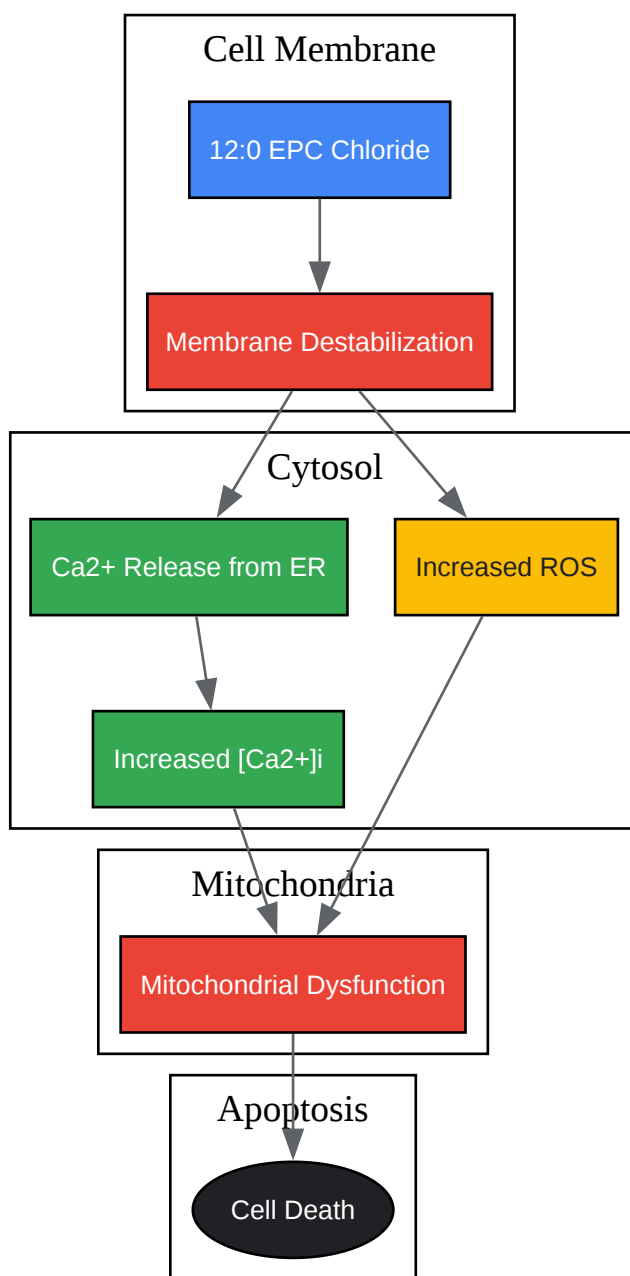 Cell Membrane
12:0 EPC Chloride
Membrane Destabilization
Cytosol
Ca2+ Release from ER
Increased ROS
Increased [Ca2+]i
Mitochondria
Mitochondrial Dysfunction
Apoptosis
Cell Death